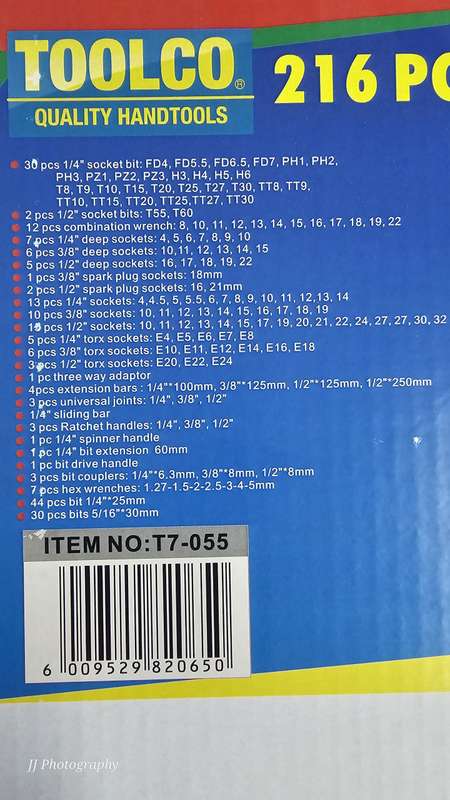 TOOLCO®
QUALITY HANDTOOLS
216 PC
30 pcs 1/4" socket bit: FD4, FD5.5, FD6.5, FD7, PH1, PH2,
PH3, PZ1, PZ2, PZ3, H3, H4, H5, H6
T8, T9, T10, T15, T20, T25, T27, T30, TT8, TT9,
TT10, TT15, TT20, TT25,TT27, TT30
2 pcs 1/2" socket bits: T55, T60
12 combination wrench: 8, 10, 11, 12, 13, 14, 15, 16, 17, 18, 19, 22
7 pcs 1/4" deep sockets: 4, 5, 6, 7, 8, 9, 10
6 pcs 3/8" deep sockets: 10,11, 12, 13, 14, 15
5 pcs 1/2" deep sockets: 16, 17, 18, 19, 22
1 pcs 3/8" spark plug sockets: 18mm
2 pcs 1/2" spark plug sockets: 16, 21mm
13 pcs 1/4" sockets: 4,4.5, 5, 5.5, 6, 7, 8, 9, 10, 11, 12,13, 14
10 pcs 3/8" sockets: 10, 11, 12, 13, 14, 15, 16, 17, 18, 19
pcs 1/2" sockets: 10, 11, 12, 13, 14, 15, 17, 19, 20, 21, 22, 24, 27, 27, 30, 32
5 pcs 1/4" torx sockets: E4, E5, E6, E7, E8
6 pcs 3/8" torx sockets: E10, E11, E12, E14, E16, E18
3 pcs 1/2" torx sockets: E20, E22, E24
1 pc three way adaptor
4pcs extension bars : 1/4"*100mm, 3/8"*125mm, 1/2"*125mm, 1/2"*250mm
3 pcs universal joints: 1/4", 3/8", 1/2"
1/4" sliding bar
3 pcs Ratchet handles: 1/4", 3/8", 1/2"
1 pc 1/4" spinner handle
1 pc 1/4" bit extension 60mm
1 pc bit drive handle
3 pc bit couplers: 1/4"*6.3mm, 3/8"*8mm, 1/2"*8mm
7 pcs hex wrenches: 1.27-1.5-2-2.5-3-4-5mm
44 pcs bit 1/4"*25mm
30 pcs bits 5/16"*30mm
ITEM NO:T7-055
6 009529 820650
JJ Photography